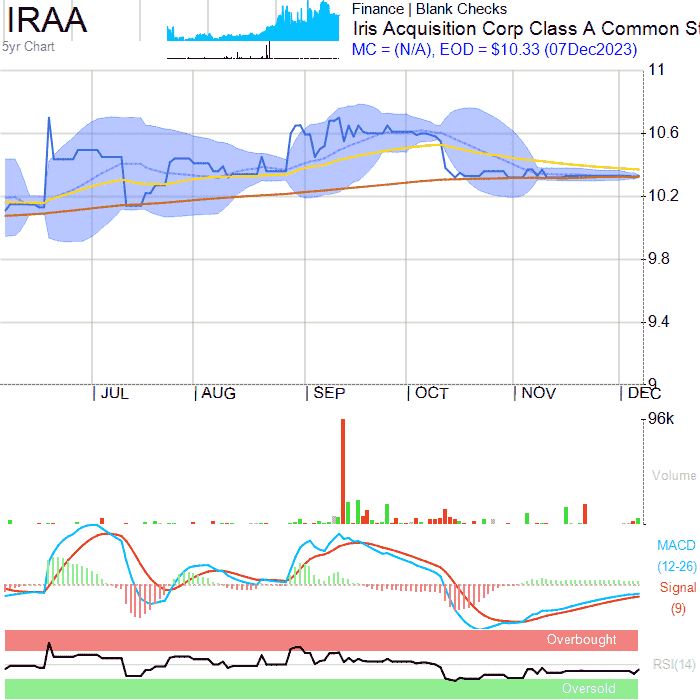 IRAA
5yr Chart
Finance | Blank Checks
Iris Acquisition Corp Class A Common St
MC = (N/A), EOD = $10.33 (07Dec2023)
11
10.6
10.2
9.8
9.4
9
JUL AUG SEP OCT NOV DEC
96k
Volume
MACD
(12-26)
Signal
(9)
Overbought
RSI(14)
Oversold